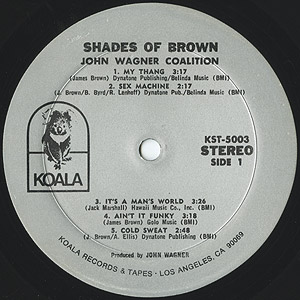 SHADES OF BROWN
JOHN WAGNER COALITION
1. MY THANG 3:17
(James Brown) Dynatone Publishing/Belinda Music (BMI)
2. SEX MACHINE 2:17
(J. Brown/B. Byrd/R. Lenhoff) Dynatone Pub./Belinda Music (BMI)
KOALA
KST-5003
STEREO
SIDE 1
3. IT'S A MAN'S WORLD 3:26
(Jack Marshall) Hawaii Music Co., Inc. (BMI)
4. AIN'T IT FUNKY 3:18
(James Brown) Golo Music (BMI)
5. COLD SWEAT 2:48
(J. Brown/A. Ellis) Dynatone Publishing (BMI)
Produced by JOHN WAGNER
KOALA RECORDS & TAPES • LOS ANGELES, CA 90069